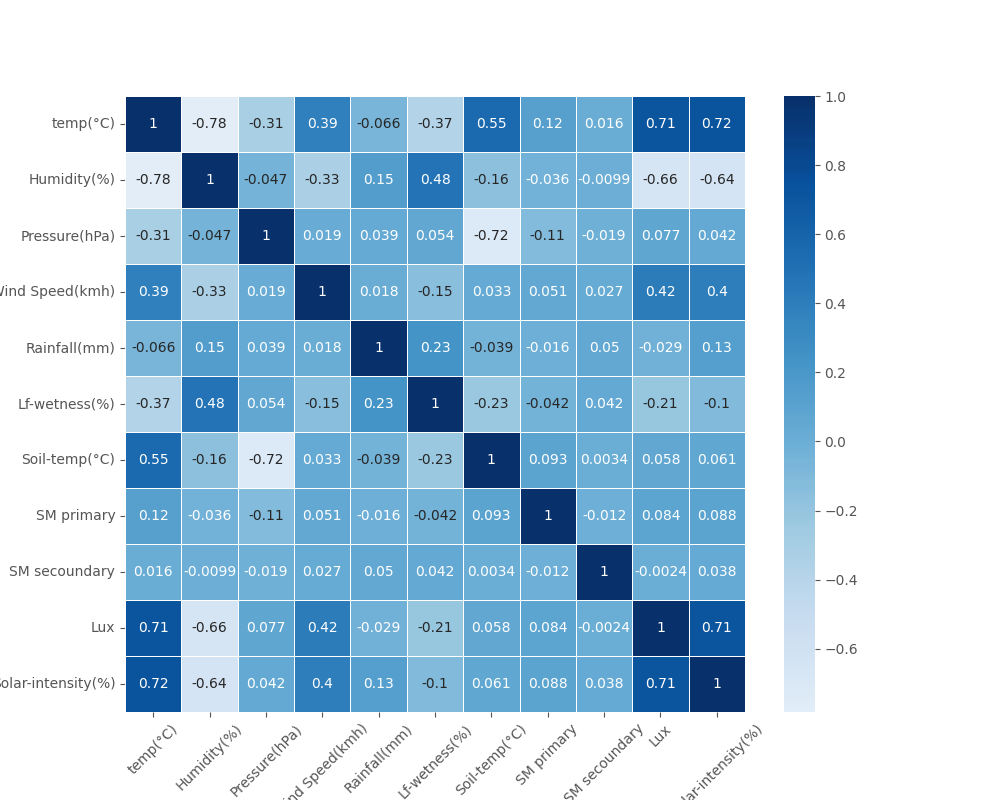 temp(°C) 1 -0.78 -0.31 0.39 -0.066 -0.37 0.55 0.12 0.016 0.71 0.72
Humidity(%) -0.78 1 -0.047 -0.33 0.15 0.48 -0.16 -0.036 -0.0099 -0.66 -0.64
Pressure(hPa) -0.31 -0.047 1 0.019 0.039 0.054 -0.72 -0.11 -0.019 0.077 0.042
Wind Speed(kmh) 0.39 -0.33 0.019 1 0.018 -0.15 0.033 0.051 0.027 0.42 0.4
Rainfall(mm) -0.066 0.15 0.039 0.018 1 0.23 -0.039 -0.016 0.05 -0.029 0.13
Lf-wetness(%) -0.37 0.48 0.054 -0.15 0.23 1 -0.23 -0.042 0.042 -0.21 -0.1
Soil-temp(°C) 0.55 -0.16 -0.72 0.033 -0.039 -0.23 1 0.093 0.0034 0.058 0.061
SM primary 0.12 -0.036 -0.11 0.051 -0.016 -0.042 0.093 1 -0.012 0.084 0.088
SM secoundary 0.016 -0.0099 -0.019 0.027 0.05 0.042 0.0034 -0.012 1 -0.0024 0.038
Lux 0.71 -0.66 0.077 0.42 -0.029 -0.21 0.058 0.084 -0.0024 1 0.71
Solar-intensity(%) 0.72 -0.64 0.042 0.4 0.13 -0.1 0.061 0.088 0.038 0.71 1
temp(°C)
Humidity(%)
Pressure(hPa)
ind Speed(kmh)
Rainfall(mm)
Lf-wetness(%)
Soil-temp(°C)
SM primary
SM secoundary
Lux
lar-intensity(%)
1.0
0.8
0.6
0.4
0.2
0.0
−0.2
−0.4
−0.6